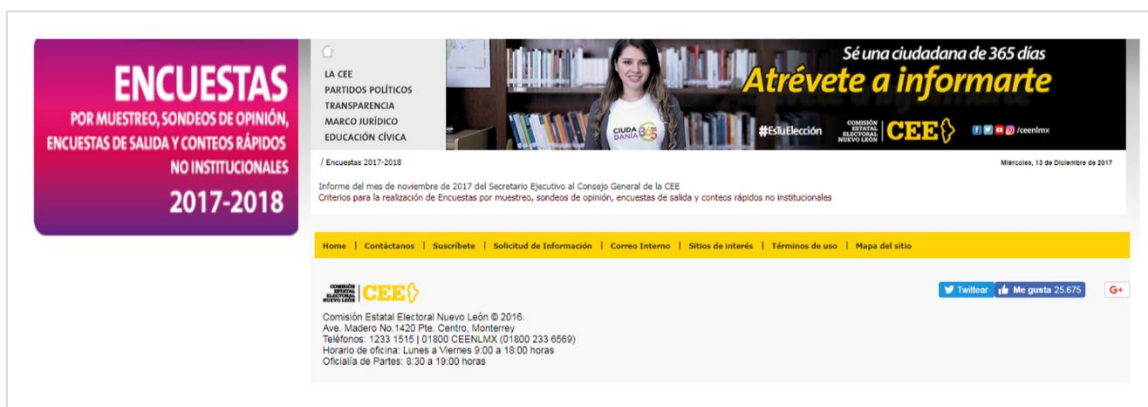 ENCUESTAS
POR MUESTREO, SONDEOS DE OPINIÓN,
ENCUESTAS DE SALIDA Y CONTEOS RÁPIDOS
NO INSTITUCIONALES
2017-2018
LA CEE
PARTIDOS POLÍTICOS
TRANSPARENCIA
MARCO JURÍDICO
EDUCACIÓN CÍVICA
CIUDADANÍA 365
Sé una ciudadana de 365 días
Atrévete a informarte
#EsTuElección
COMISIÓN
ESTATAL
ELECTORAL
NUEVO LEÓN
CEE
/ceenlmx
/ Encuestas 2017-2018
Miercoles, 13 de Diciembre de 2017
Informe del mes de noviembre de 2017 del Secretario Ejecutivo al Consejo General de la CEE
Criterios para la realización de Encuestas por muestreo, sondeos de opinión, encuestas de salida y conteos rápidos no institucionales
Home | Contáctanos | Suscríbete | Solicitud de Información | Correo Interno | Sitios de interés | Términos de uso | Mapa del sitio
COMISIÓN
ESTATAL
ELECTORAL
NUEVO LEÓN
CEE
Twittear
Me gusta 25.675
G+
Comisión Estatal Electoral Nuevo León © 2016.
Ave. Madero No.1420 Pte. Centro, Monterrey
Teléfonos: 1233 1515 | 01800 CEENLMX (01800 233 6569)
Horario de oficina: Lunes a Viernes 9:00 a 18:00 horas
Oficialía de Partes: 8:30 a 19:00 horas